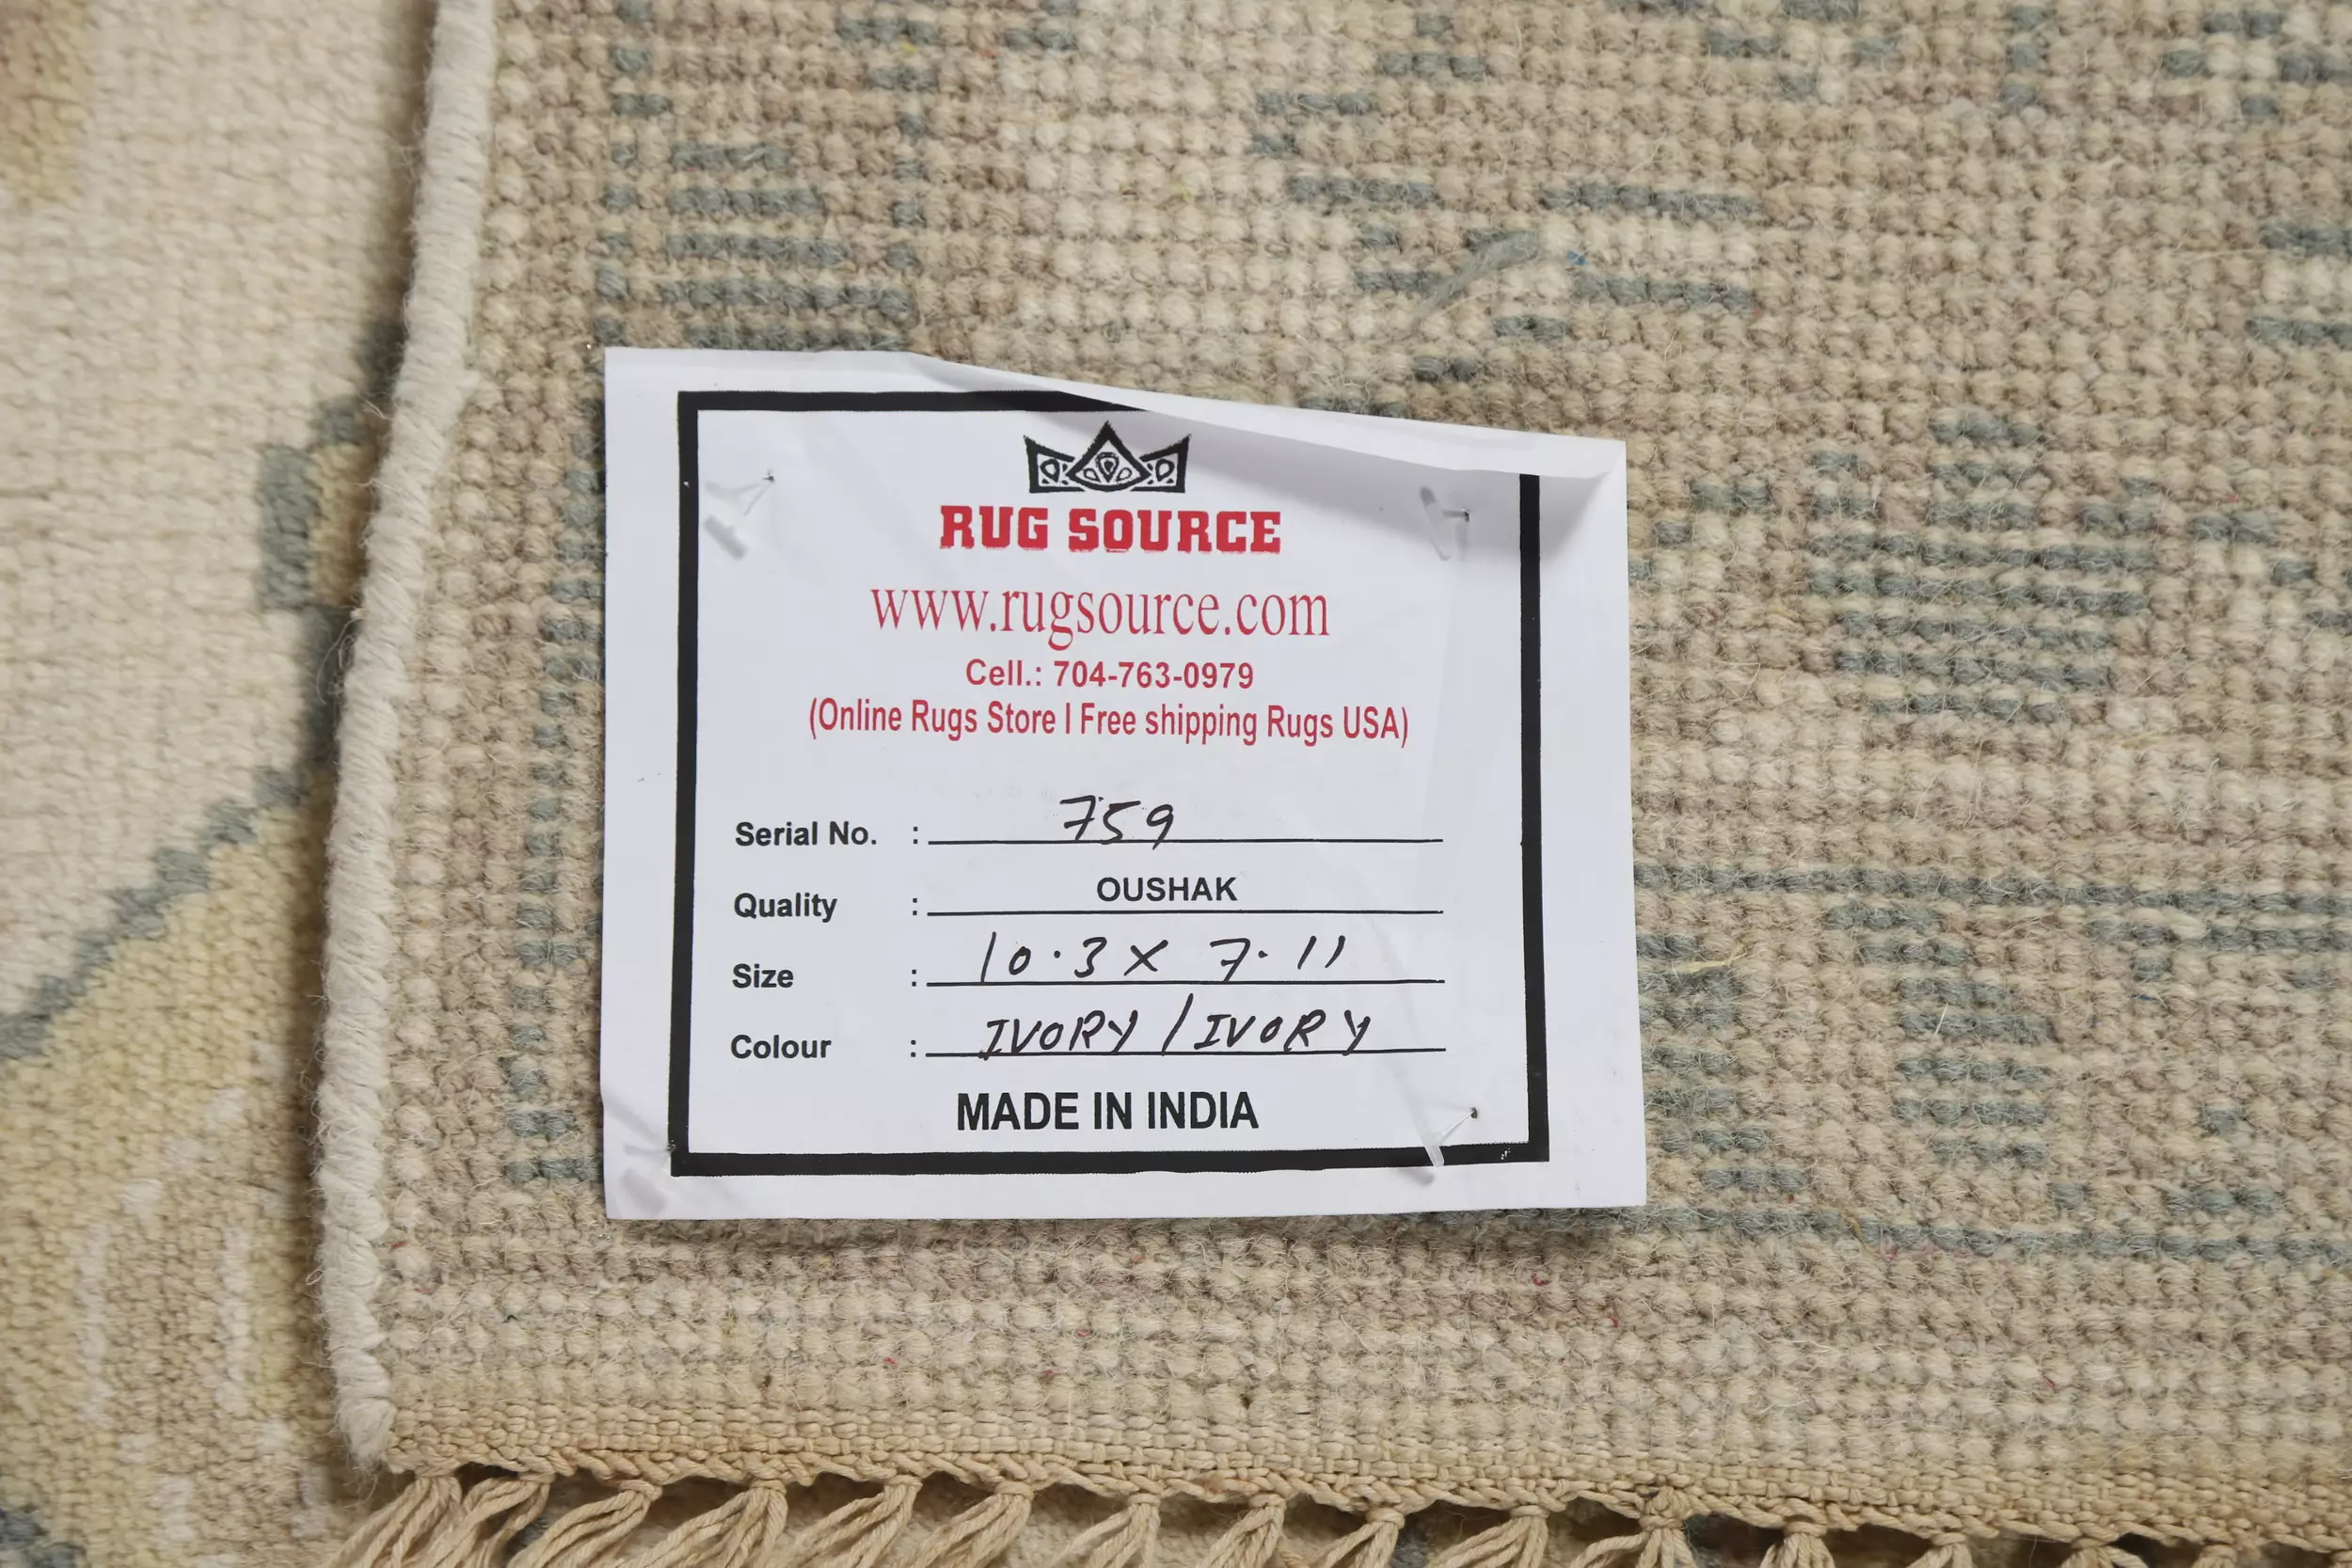 RUG SOURCE
www.rugsource.com
Cell.: 704-763-0979
(Online Rugs Store I Free shipping Rugs USA)
Serial No. : 759
Quality : OUSHAK
Size : 10.3 X 7.11
Colour : IVORY / IVORY
MADE IN INDIA